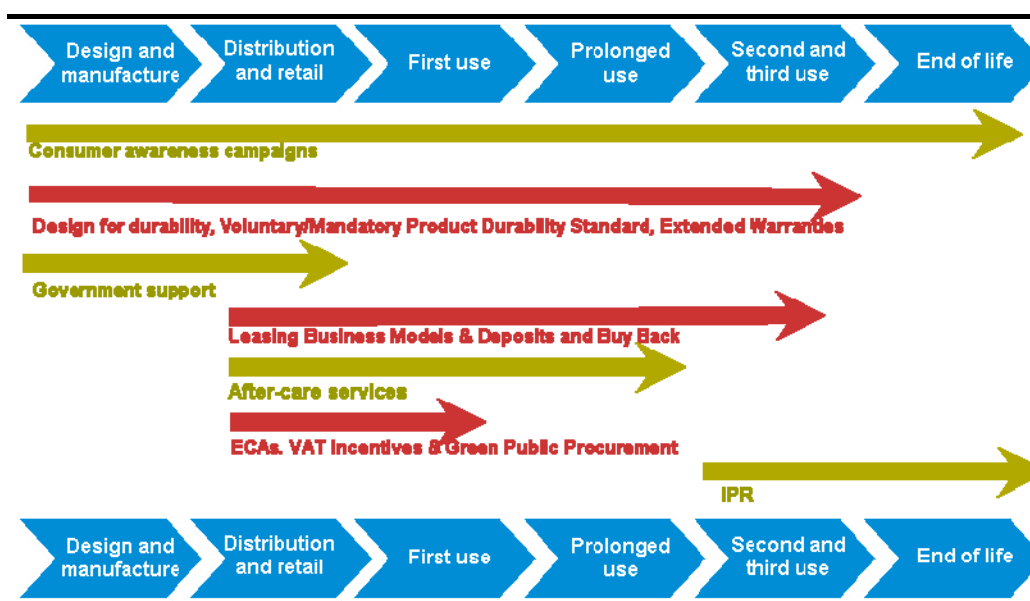 Design and
manufacture
Distribution
and retail
First use
Prolonged
use
Second and
third use
End of life
Consumer awareness campaigns
Design for durability, Voluntary/Mandatory Product Durability Standard, Extended Warranties
Government support
Leasing Business Models & Deposits and Buy Back
After-care services
ECAs. VAT Incentives & Green Public Procurement
IPR
Design and
manufacture
Distribution
and retail
First use
Prolonged
use
Second and
third use
End of life